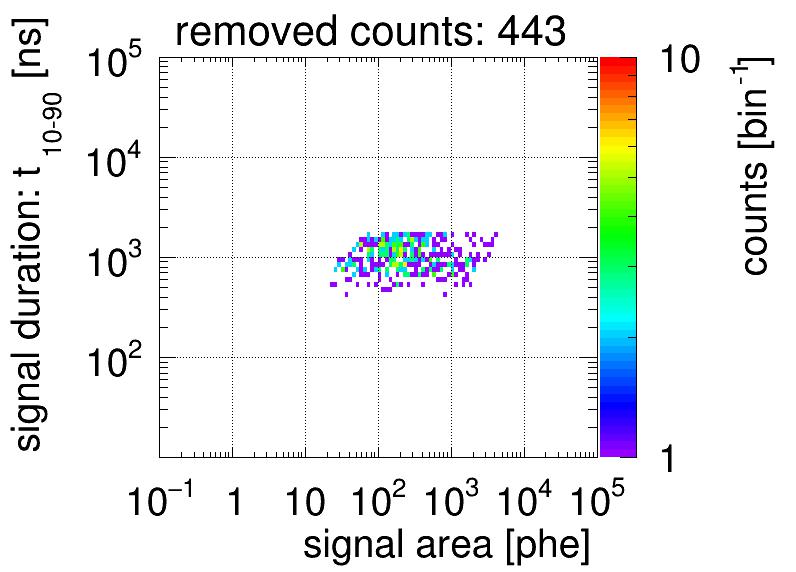 removed counts: 443
signal duration: t 10-90 [ns]
10^5
10^4
10^3
10^2
10^−1 1 10 10^2 10^3 10^4 10^5
signal area [phe]
10
1
counts [bin^-1]